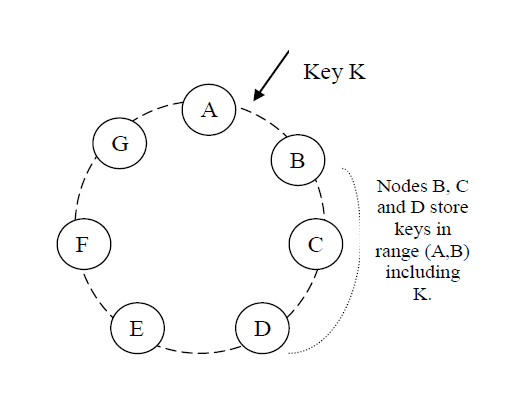 Key K
A
G
B
Nodes B, C
and D store
keys in
range (A,B)
including
K.
F
C
E
D